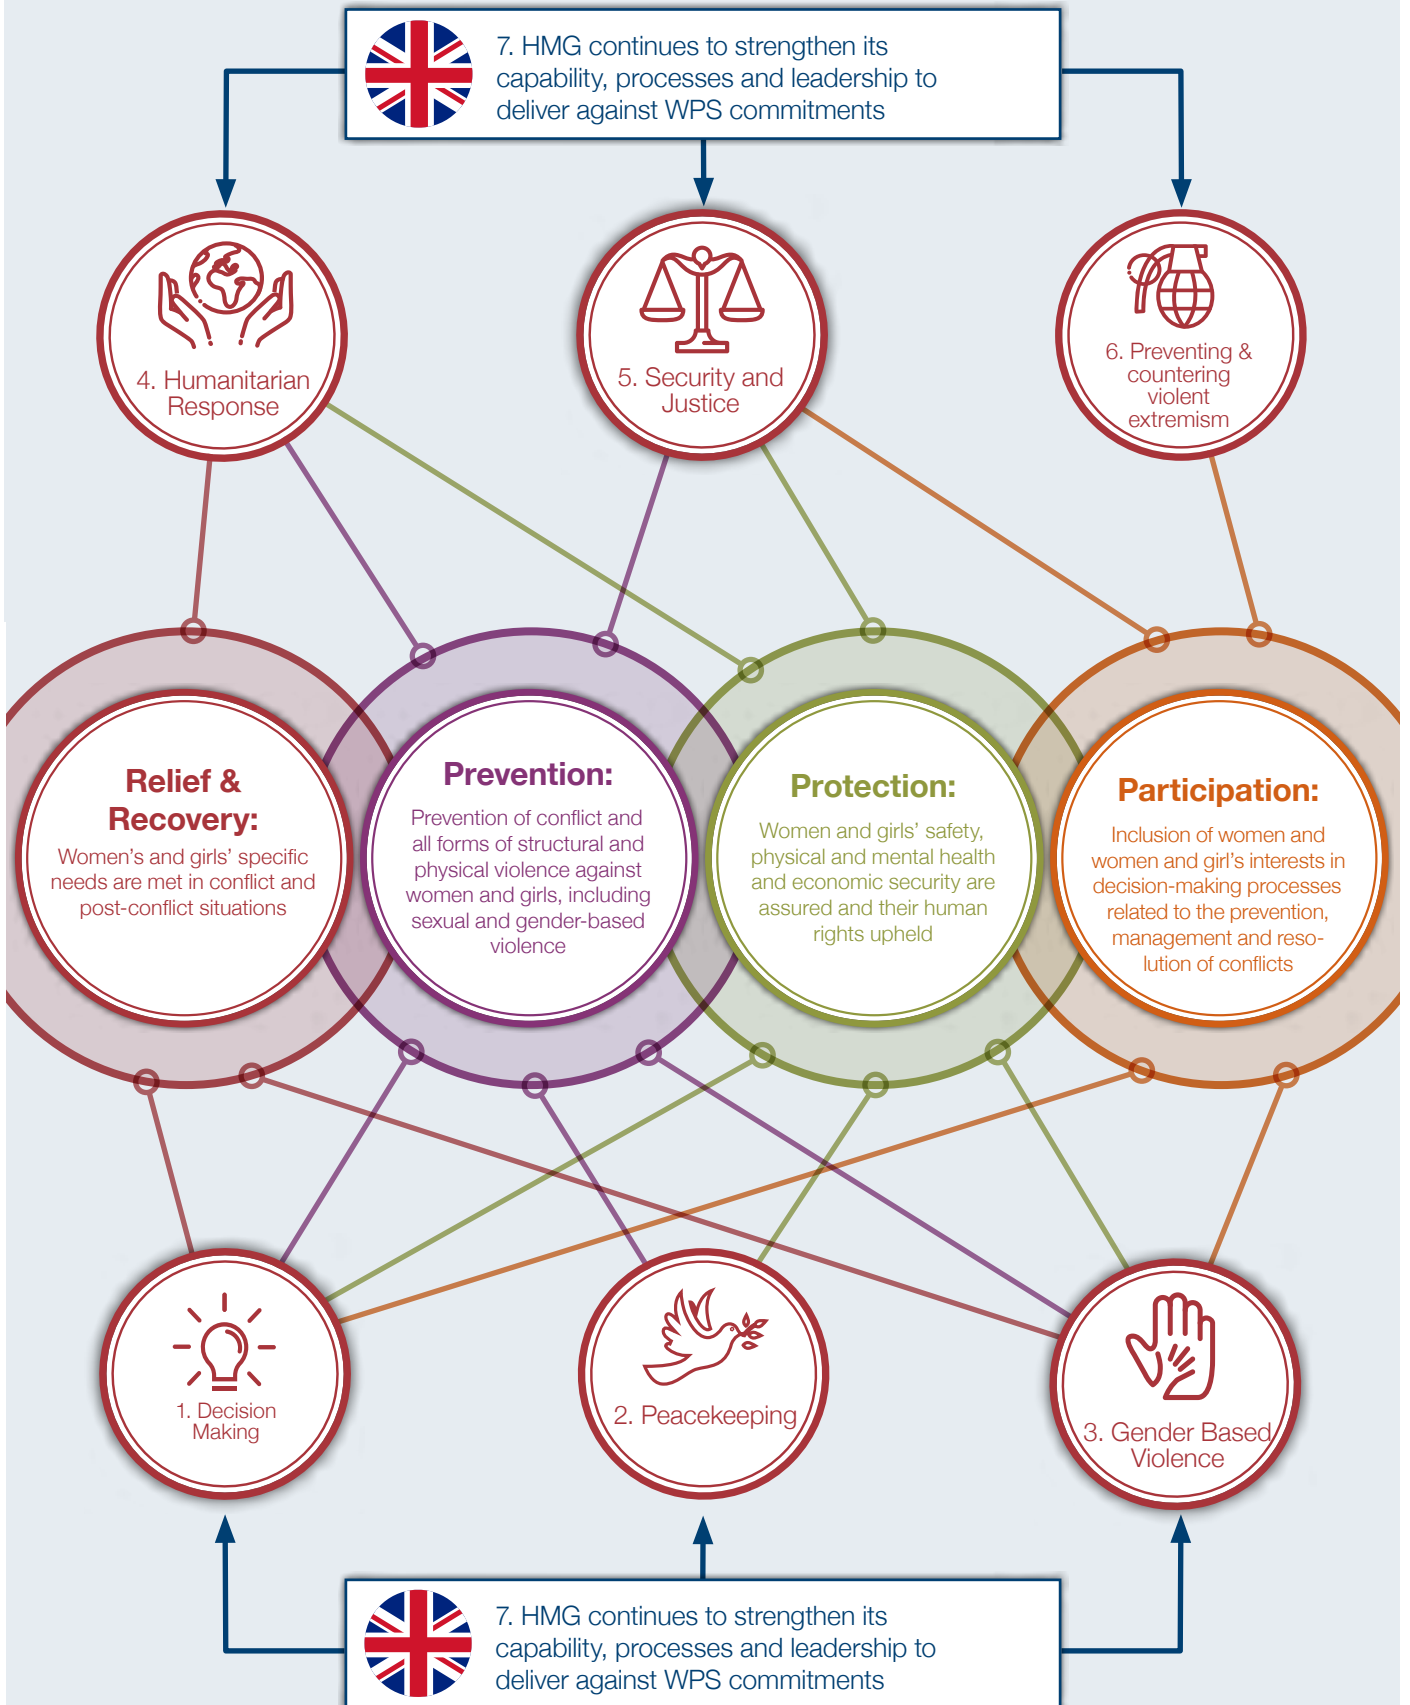 7. HMG continues to strengthen its
capability, processes and leadership to
deliver against WPS commitments
4. Humanitarian
Response
5. Security and
Justice
6. Preventing &
countering
violent
extremism
Relief &
Recovery:
Women's and girls' specific
needs are met in conflict and
post-conflict situations
Prevention:
Prevention of conflict and
all forms of structural and
physical violence against
women and girls, including
sexual and gender-based
violence
Protection:
Women and girls' safety,
physical and mental health
and economic security are
assured and their human
rights upheld
Participation:
Inclusion of women and
women and girl's interests in
decision-making processes
related to the prevention,
management and reso-
lution of conflicts
1. Decision
Making
2. Peacekeeping
3. Gender Based
Violence
7. HMG continues to strengthen its
capability, processes and leadership to
deliver against WPS commitments